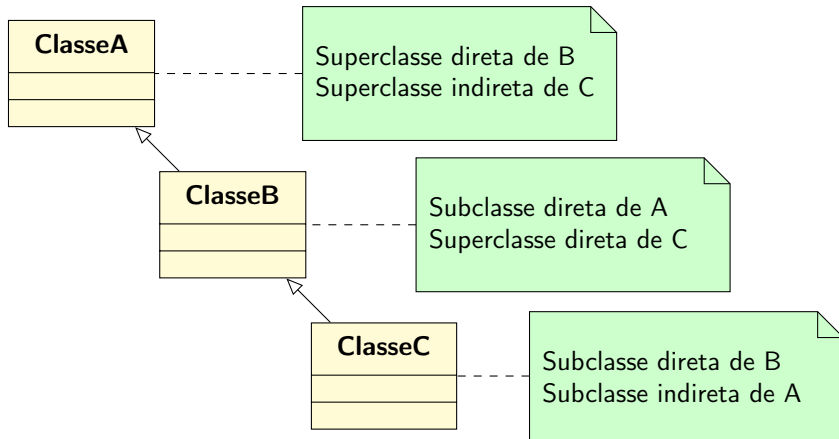 ClasseA
Superclasse direta de B
Superclasse indireta de C
ClasseB
Subclasse direta de A
Superclasse direta de C
ClasseC
Subclasse direta de B
Subclasse indireta de A